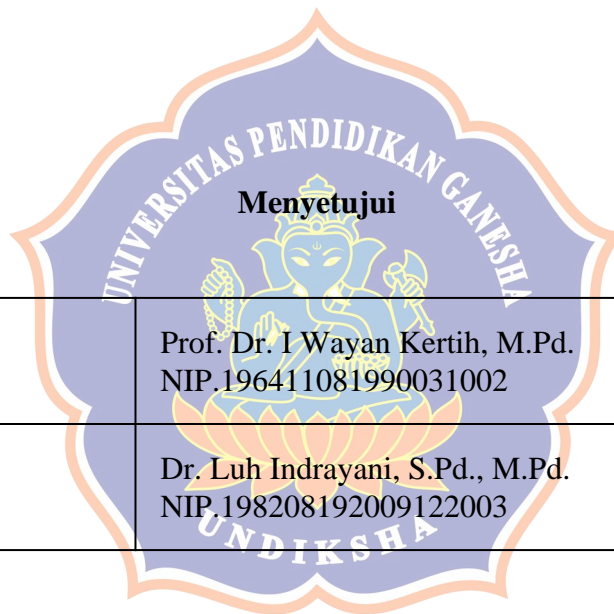 UNIVERSITAS PENDIDIKAN GANESHA
Menyetujui
Prof. Dr. I Wayan Kertih, M.Pd.
NIP.196411081990031002
Dr. Luh Indrayani, S.Pd., M.Pd.
NIP.198208192009122003
UNDIKSHA